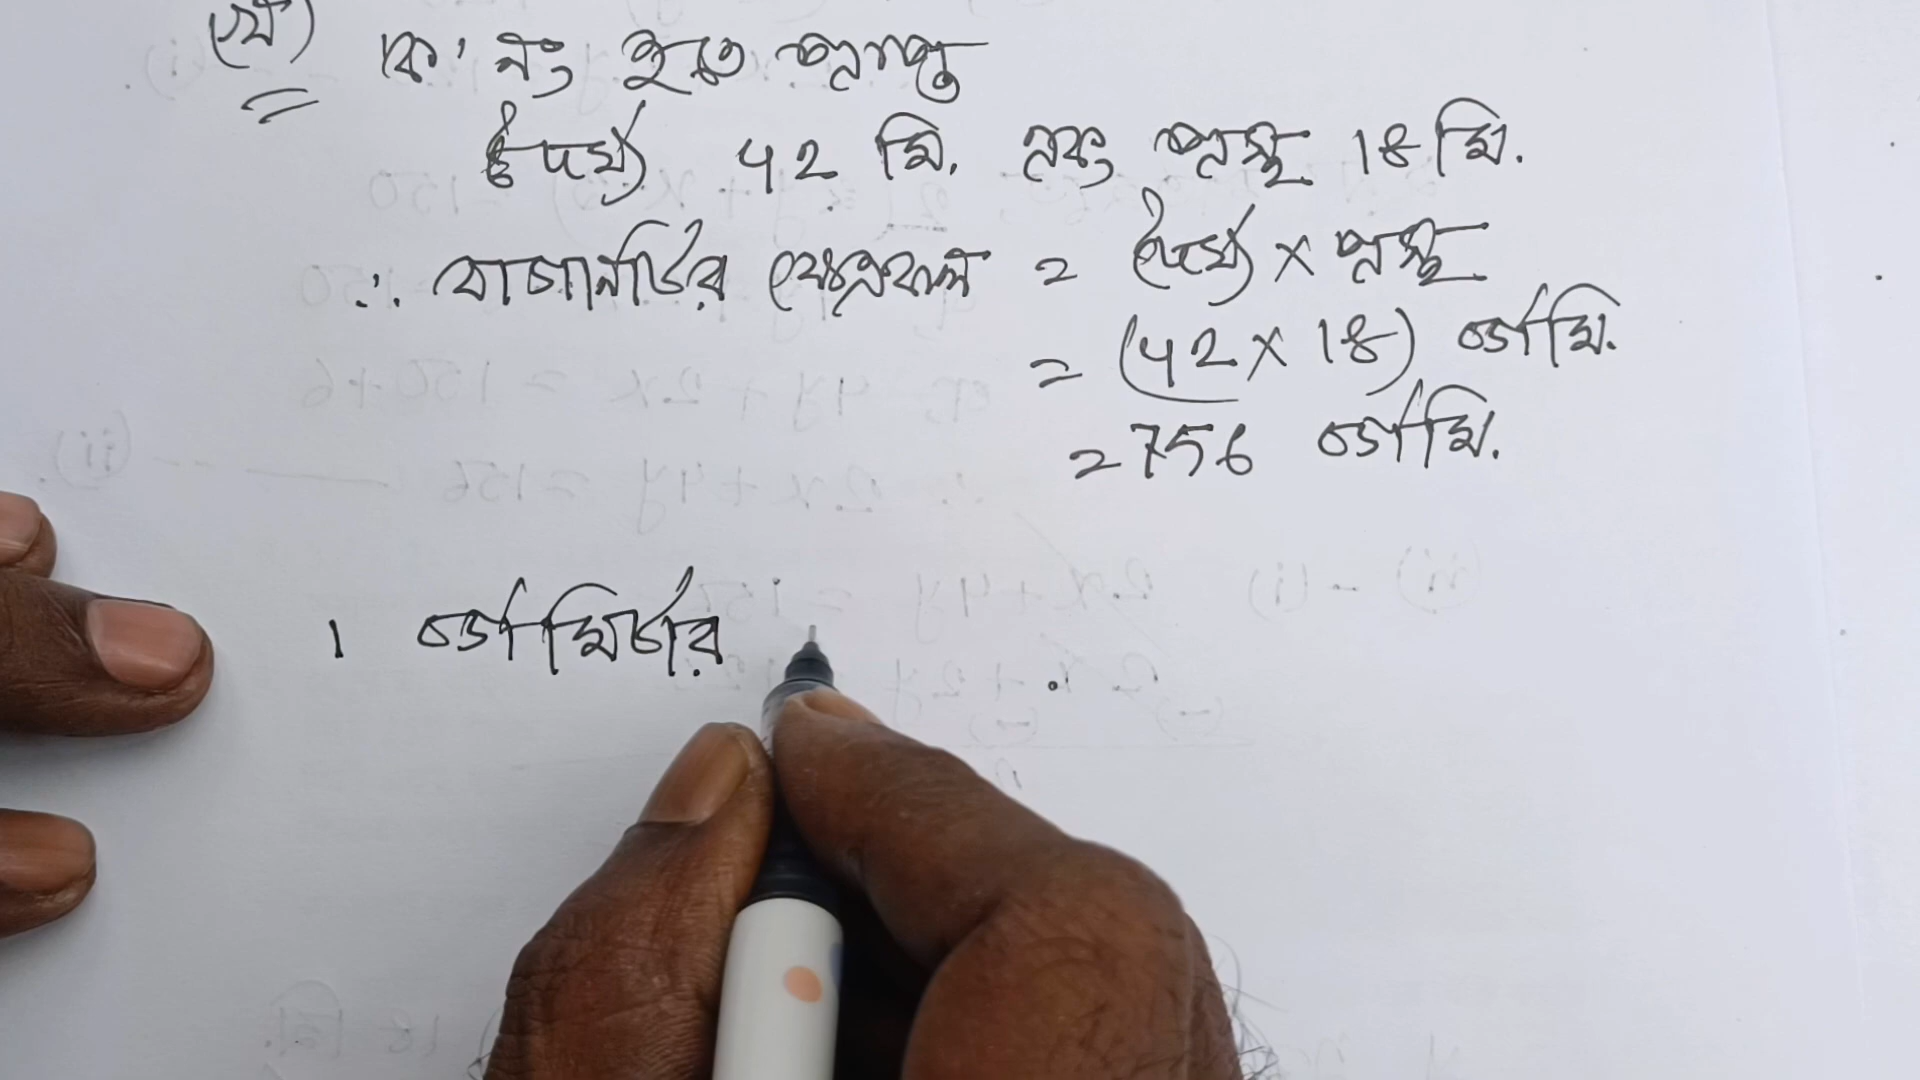 (খ) 'ক' নং হতে প্রাপ্ত
দৈর্ঘ্য 42 মি. এবং প্রস্থ 18 মি.
∴ বাগানটির ক্ষেত্রফল = দৈর্ঘ্য × প্রস্থ
= (42 × 18) বর্গমি.
= 756 বর্গমি.
1 বর্গমিটার